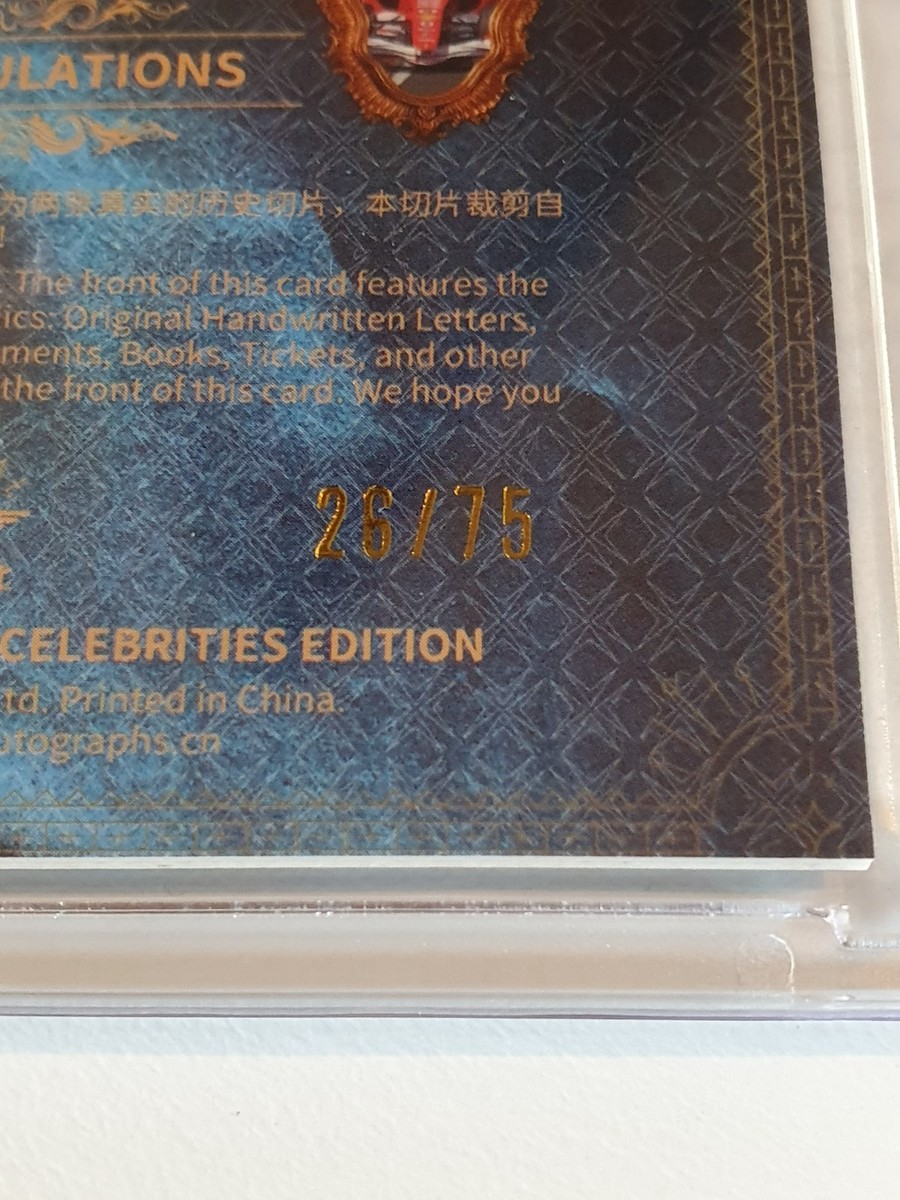 ULATIONS
为两张真实的历史切片，本切片裁剪自
!
The front of this card features the
ics: Original Handwritten Letters,
ments, Books, Tickets, and other
the front of this card. We hope you
26/75
t
CELEBRITIES EDITION
td. Printed in China.
utographs.cn